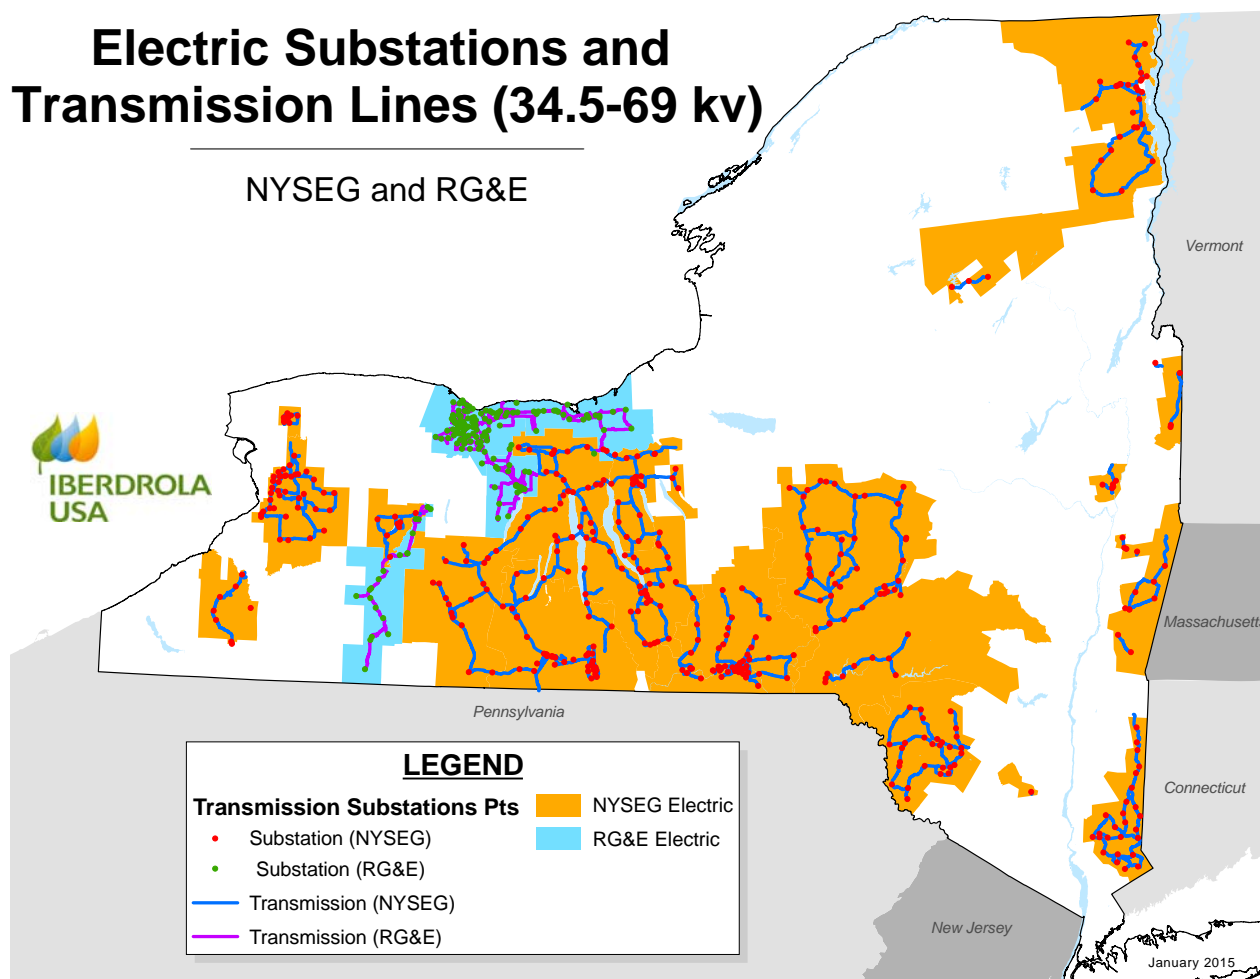 Electric Substations and
Transmission Lines (34.5-69 kv)
NYSEG and RG&E
Vermont
IBERDROLA
USA
Massachusetts
Pennsylvania
Connecticut
New Jersey
LEGEND
Transmission Substations Pts
Substation (NYSEG)
Substation (RG&E)
Transmission (NYSEG)
Transmission (RG&E)
NYSEG Electric
RG&E Electric
January 2015